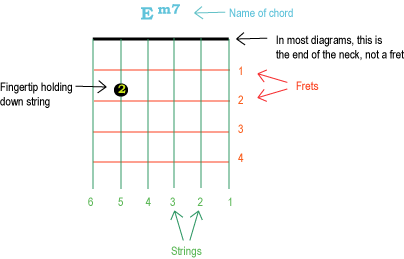 Em7
Name of chord
In most diagrams, this is
the end of the neck, not a fret
1
Fingertip holding
down string
2
2
Frets
3
4
6 5 4 3 2 1
Strings